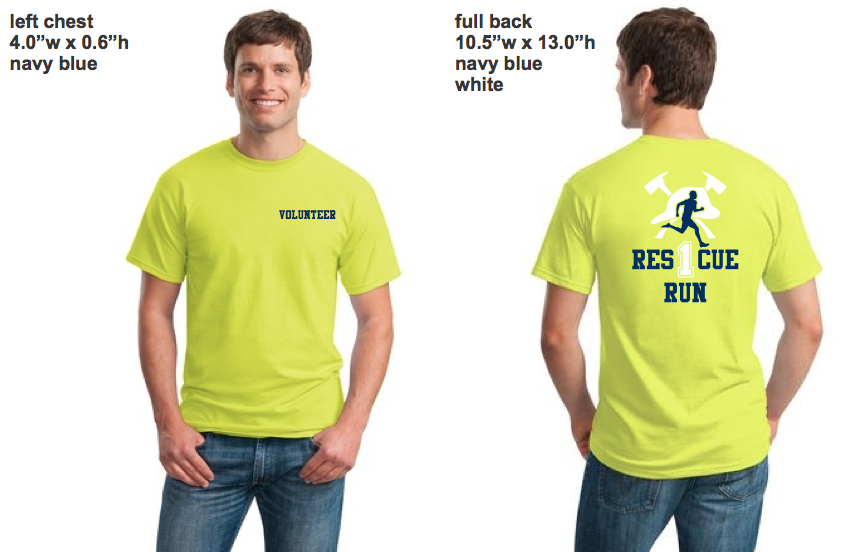 left chest
4.0”w x 0.6”h
navy blue
full back
10.5”w x 13.0”h
navy blue
white
VOLUNTEER
RES1CUE
RUN